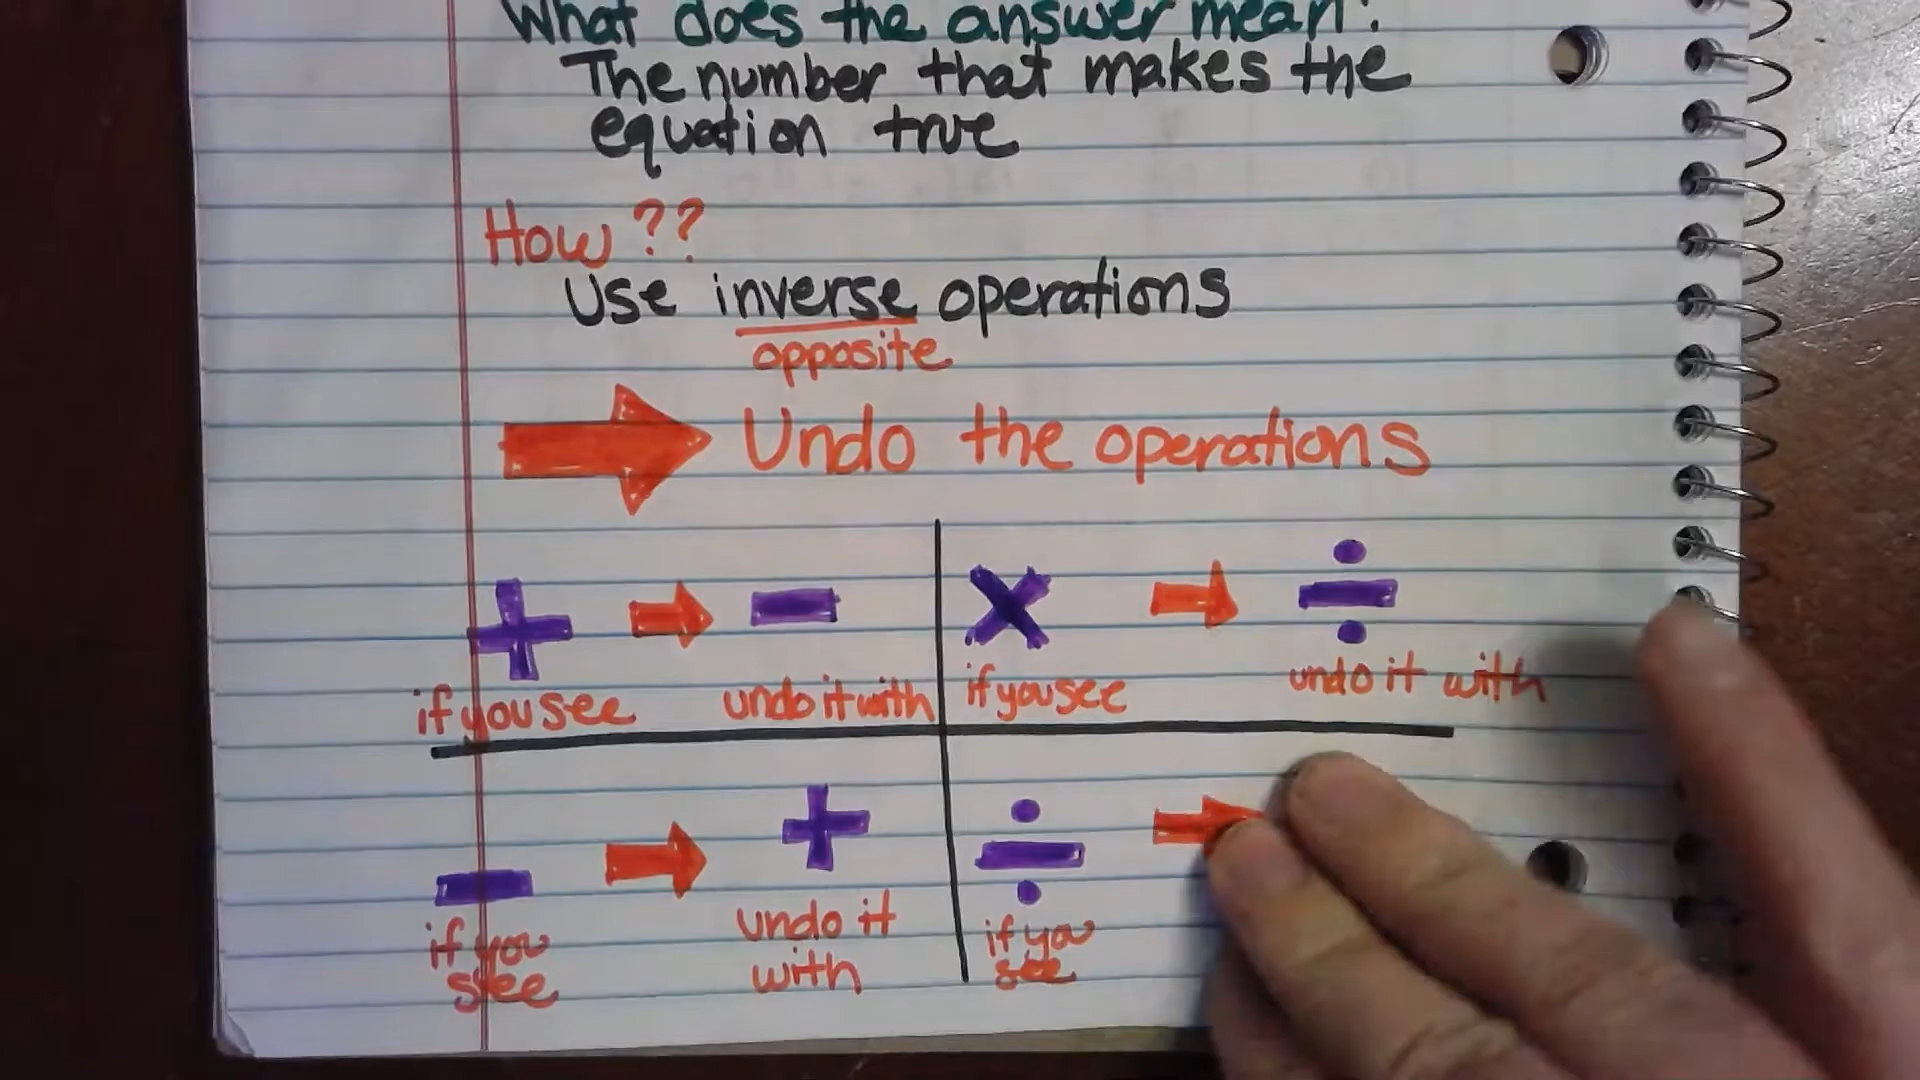 What does the answer mean?
The number that makes the
equation true
How ??
Use inverse operations
opposite
Undo the operations
+ - × ÷
if you see undo it with if you see undo it with
- + ÷
if you
see
undo it
with
if you
see